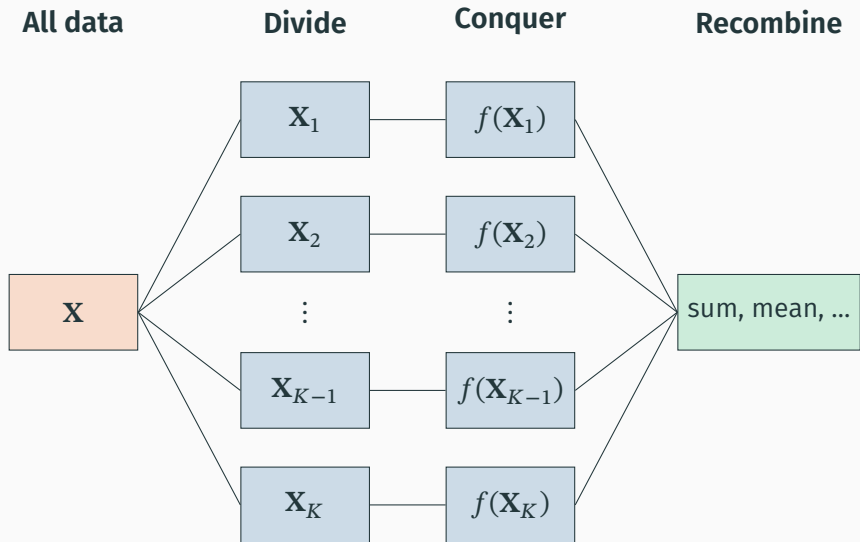 All data Divide Conquer Recombine
𝐗₁ 𝑓(𝐗₁)
𝐗₂ 𝑓(𝐗₂)
𝐗 ⋮ ⋮ sum, mean, ...
𝐗_{K−1} 𝑓(𝐗_{K−1})
𝐗_K 𝑓(𝐗_K)